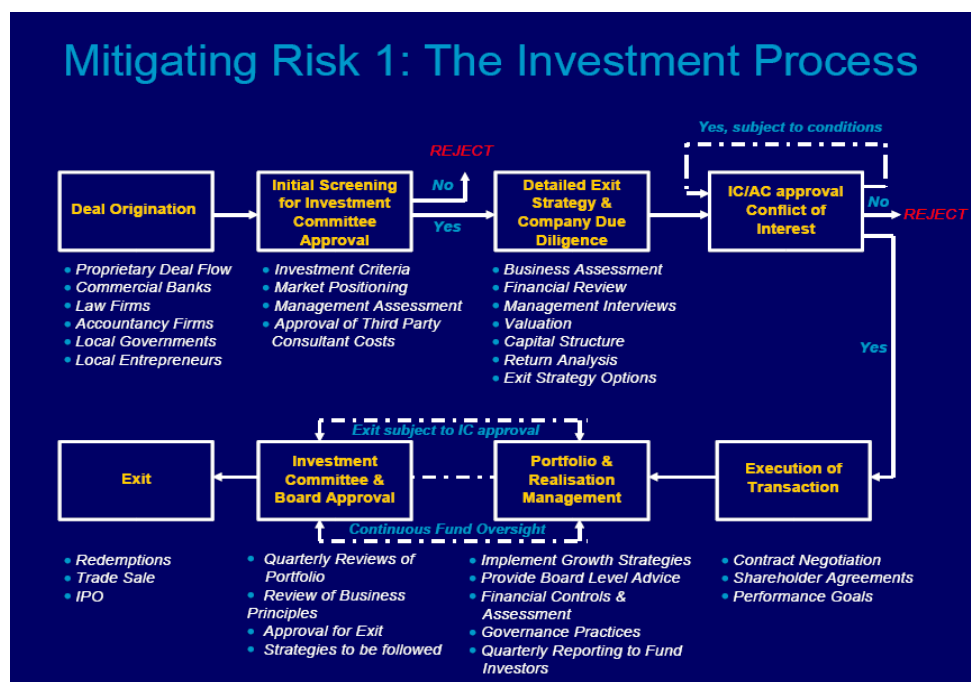 Mitigating Risk 1: The Investment Process
Yes, subject to conditions
REJECT
Deal Origination
Initial Screening
for Investment
Committee
Approval
No
Yes
Detailed Exit
Strategy &
Company Due
Diligence
IC/AC approval
Conflict of
Interest
No
REJECT
• Proprietary Deal Flow
• Commercial Banks
• Law Firms
• Accountancy Firms
• Local Governments
• Local Entrepreneurs
• Investment Criteria
• Market Positioning
• Management Assessment
• Approval of Third Party
Consultant Costs
• Business Assessment
• Financial Review
• Management Interviews
• Valuation
• Capital Structure
• Return Analysis
• Exit Strategy Options
Yes
Exit subject to IC approval
Exit
Investment
Committee &
Board Approval
Portfolio &
Realisation
Management
Execution of
Transaction
Continuous Fund Oversight
• Redemptions
• Trade Sale
• IPO
• Quarterly Reviews of
Portfolio
• Review of Business
Principles
• Approval for Exit
• Strategies to be followed
• Implement Growth Strategies
• Provide Board Level Advice
• Financial Controls &
Assessment
• Governance Practices
• Quarterly Reporting to Fund
Investors
• Contract Negotiation
• Shareholder Agreements
• Performance Goals